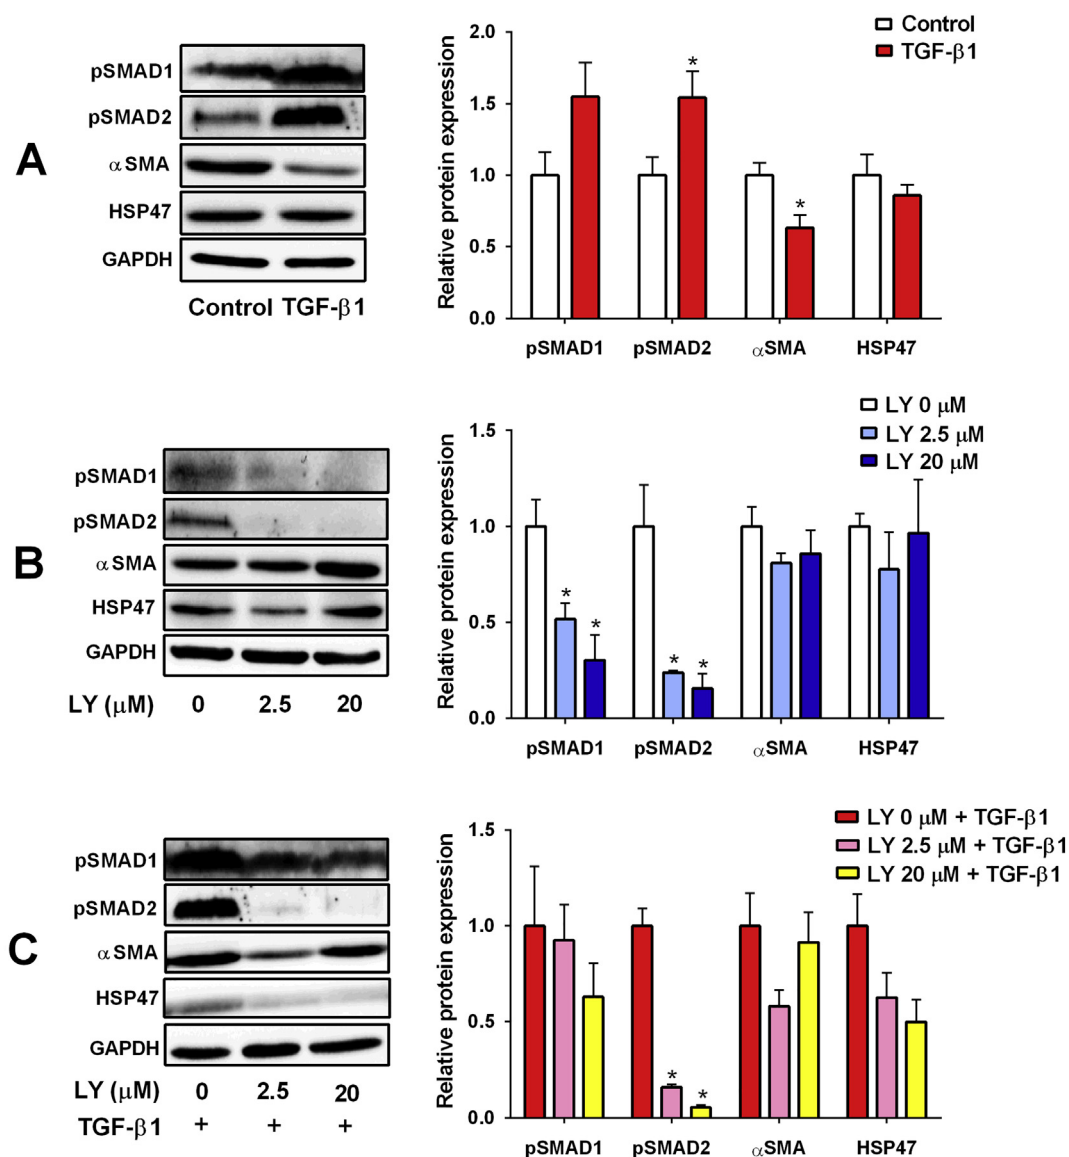 A
pSMAD1
pSMAD2
αSMA
HSP47
GAPDH
Control TGF-β1
Relative protein expression
2.0
1.5
1.0
0.5
0.0
* * 
pSMAD1 pSMAD2 αSMA HSP47
Control
TGF-β1
B
pSMAD1
pSMAD2
αSMA
HSP47
GAPDH
LY (μM) 0 2.5 20
Relative protein expression
1.5
1.0
0.5
0.0
* * * *
pSMAD1 pSMAD2 αSMA HSP47
LY 0 μM
LY 2.5 μM
LY 20 μM
C
pSMAD1
pSMAD2
αSMA
HSP47
GAPDH
LY (μM) 0 2.5 20
TGF-β1 + + +
Relative protein expression
1.5
1.0
0.5
0.0
* *
pSMAD1 pSMAD2 αSMA HSP47
LY 0 μM + TGF-β1
LY 2.5 μM + TGF-β1
LY 20 μM + TGF-β1